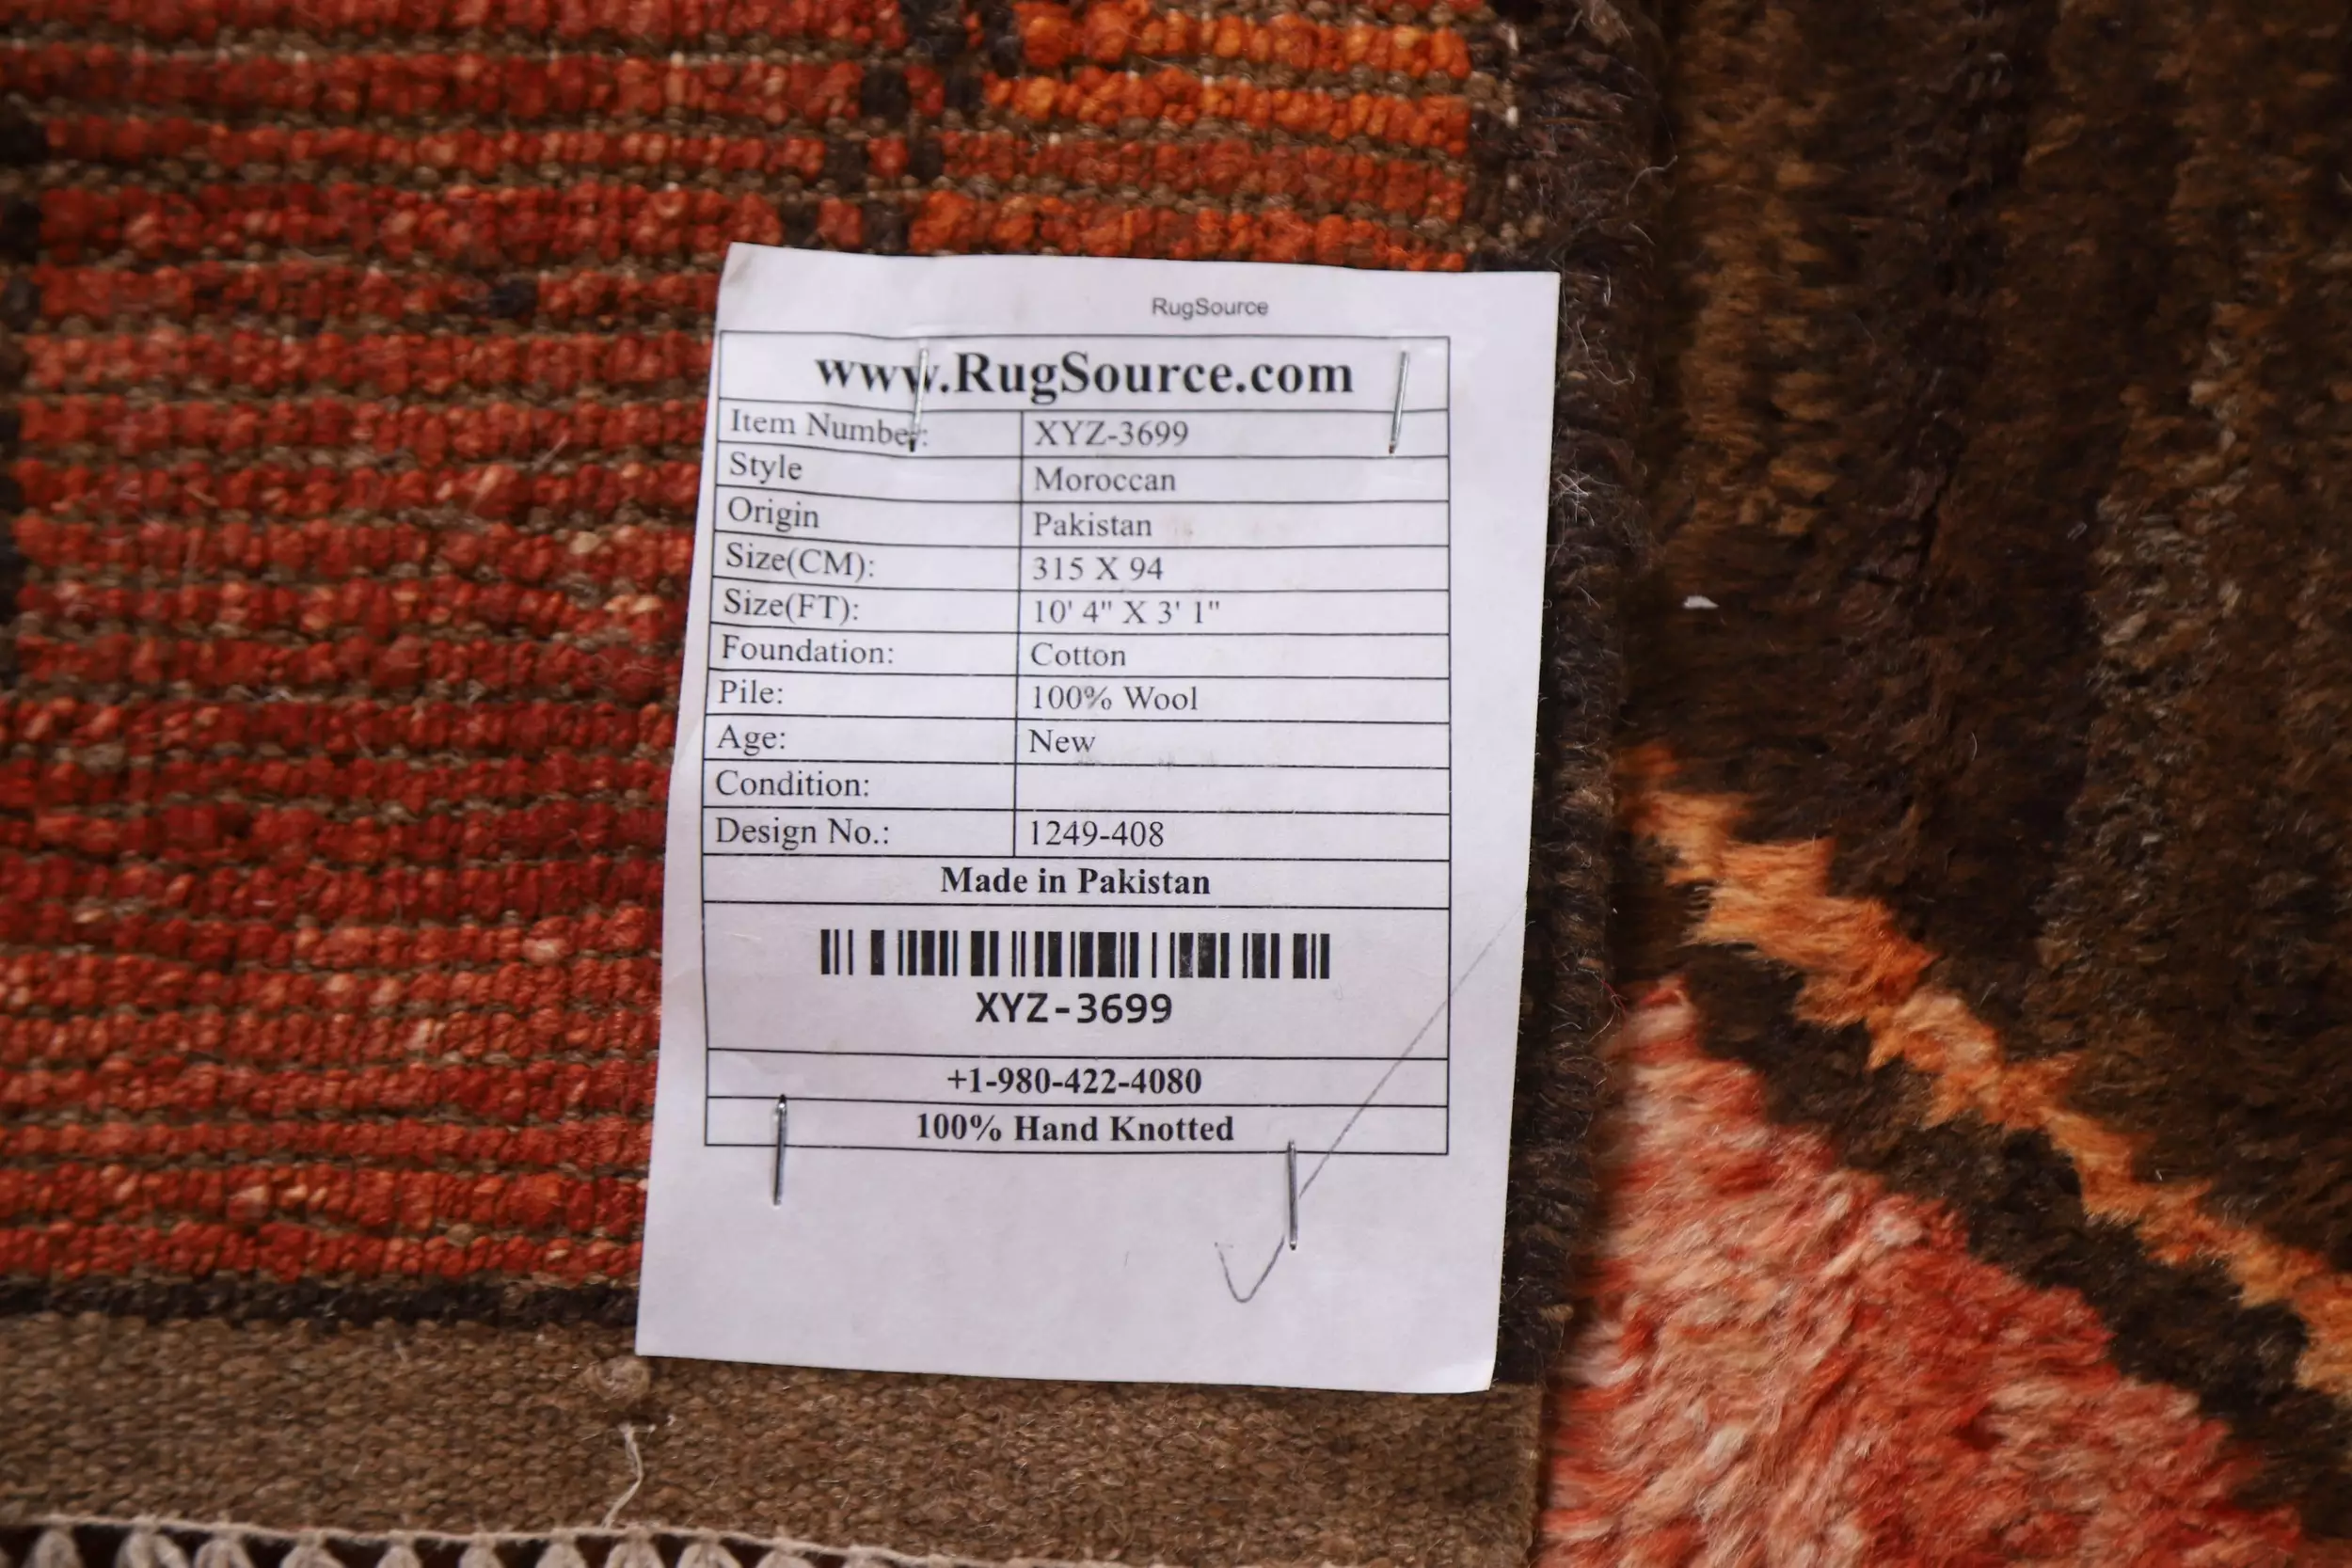 RugSource
www.RugSource.com
Item Number: XYZ-3699
Style Moroccan
Origin Pakistan
Size(CM): 315 X 94
Size(FT): 10' 4" X 3' 1"
Foundation: Cotton
Pile: 100% Wool
Age: New
Condition:
Design No.: 1249-408
Made in Pakistan
XYZ-3699
+1-980-422-4080
100% Hand Knotted